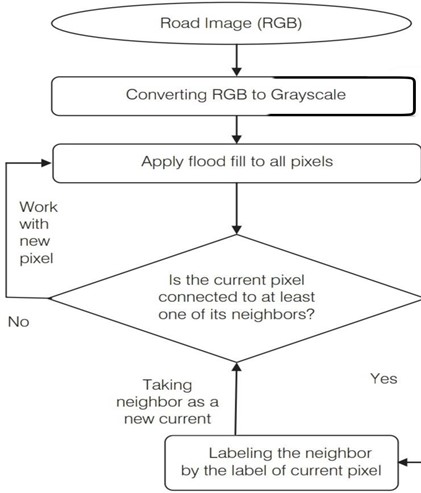 Road Image (RGB)
Converting RGB to Grayscale
Apply flood fill to all pixels
Work
with
new
pixel
Is the current pixel
connected to at least
one of its neighbors?
No
Yes
Taking
neighbor as a
new current
Labeling the neighbor
by the label of current pixel